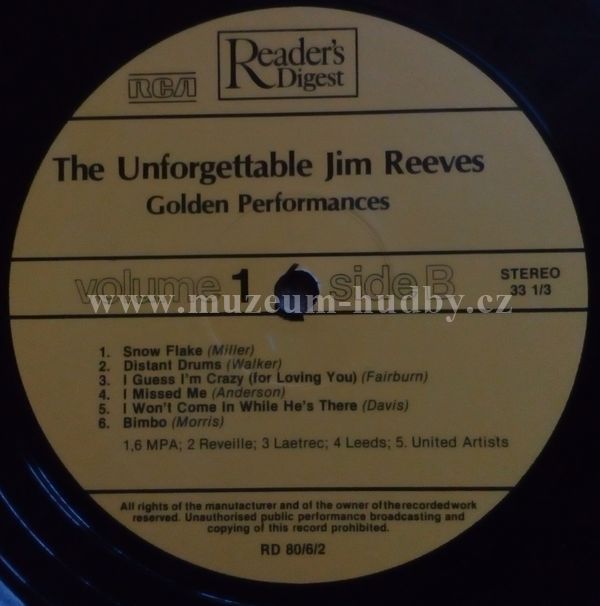 RCA
Reader's
Digest
The Unforgettable Jim Reeves
Golden Performances
volume 1 side B
STEREO
33 1/3
www.muzeum-hudby.cz
1. Snow Flake (Miller)
2. Distant Drums (Walker)
3. I Guess I'm Crazy (for Loving You) (Fairburn)
4. I Missed Me (Anderson)
5. I Won't Come In While He's There (Davis)
6. Bimbo (Morris)
1,6 MPA; 2 Reveille; 3 Laetrec; 4 Leeds; 5. United Artists
All rights of the manufacturer and of the owner of the recorded work
reserved. Unauthorised public performance broadcasting and
copying of this record prohibited.
RD 80/6/2